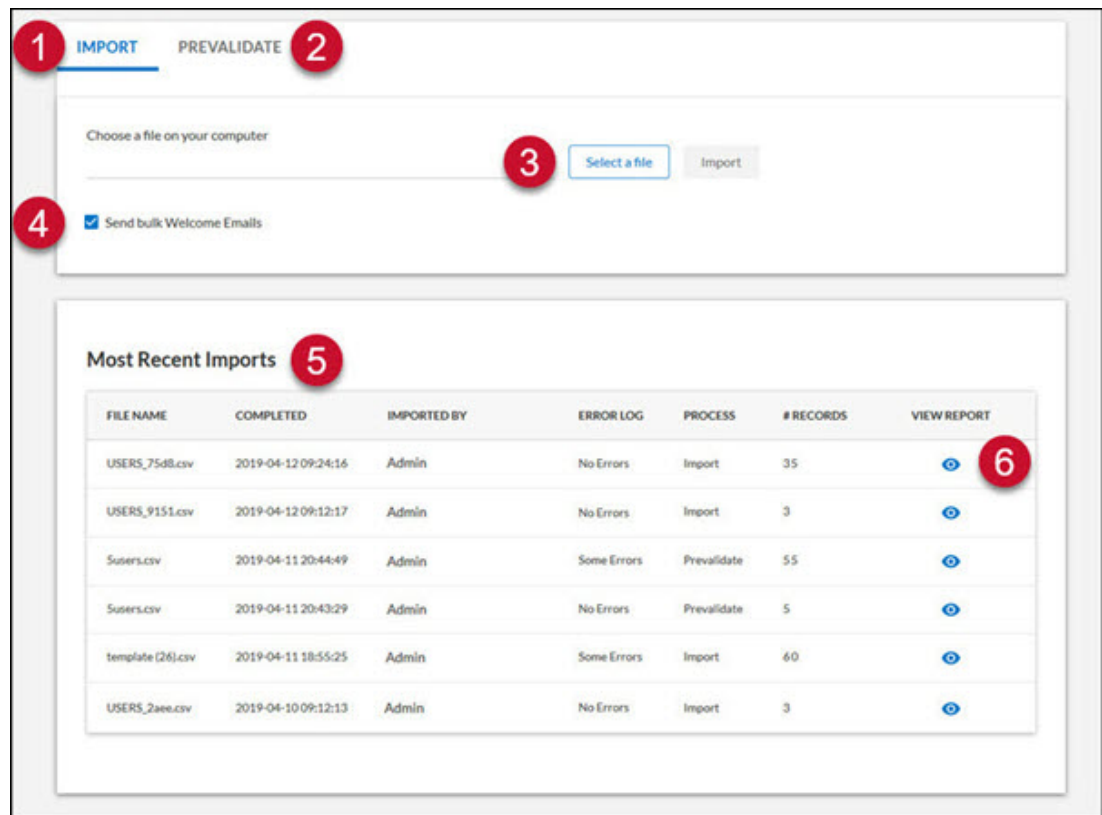 1 IMPORT PREVALIDATE 2
Choose a file on your computer
3 Select a file Import
4 Send bulk Welcome Emails
Most Recent Imports 5
FILE NAME COMPLETED IMPORTED BY ERROR LOG PROCESS # RECORDS VIEW REPORT
USERS_75d8.csv 2019-04-12 09:24:16 Admin No Errors Import 35 6
USERS_9151.csv 2019-04-12 09:12:17 Admin No Errors Import 3
5users.csv 2019-04-11 20:44:49 Admin Some Errors Prevalidate 55
5users.csv 2019-04-11 20:43:29 Admin No Errors Prevalidate 5
template (26).csv 2019-04-11 18:55:25 Admin Some Errors Import 60
USERS_2aee.csv 2019-04-10 09:12:13 Admin No Errors Import 3